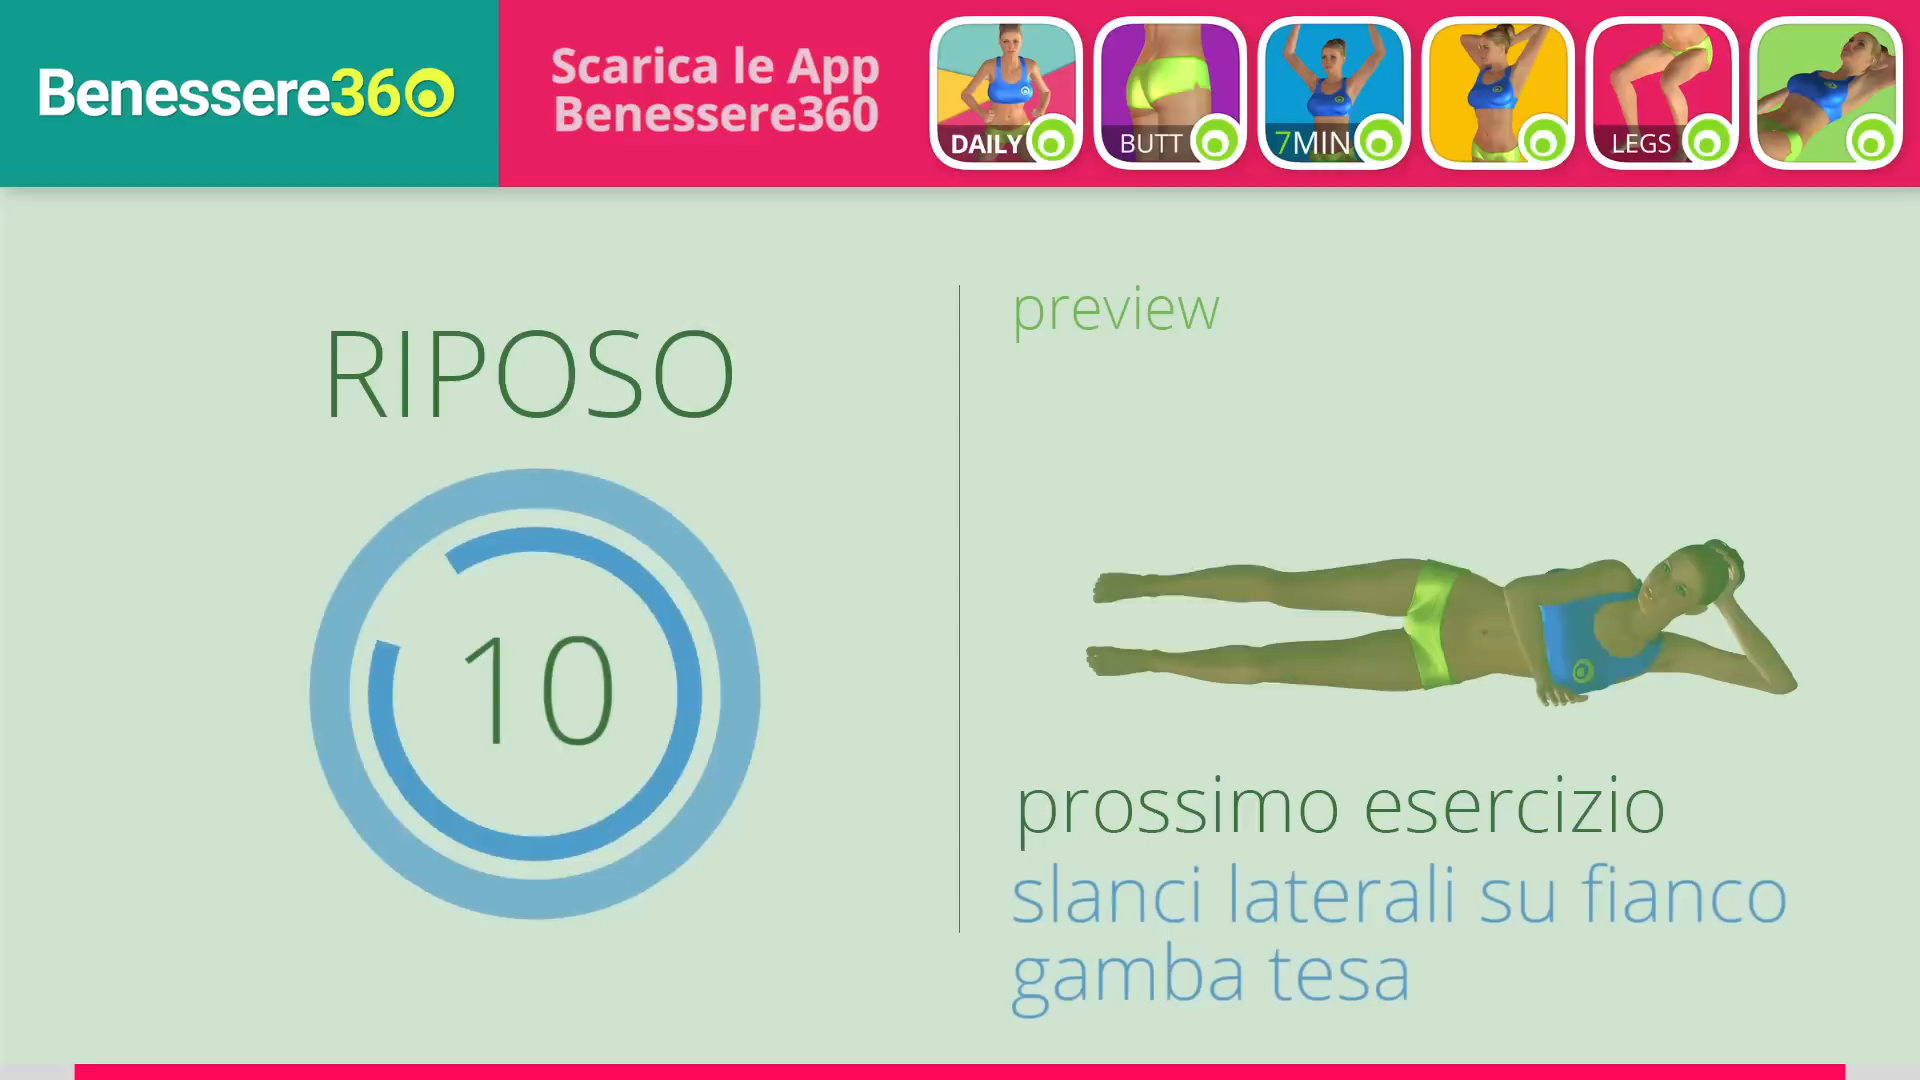 Benessere360
Scarica le App
Benessere360
DAILY
BUTT
7MIN
LEGS
RIPOSO
10
preview
prossimo esercizio
slanci laterali su fianco
gamba tesa